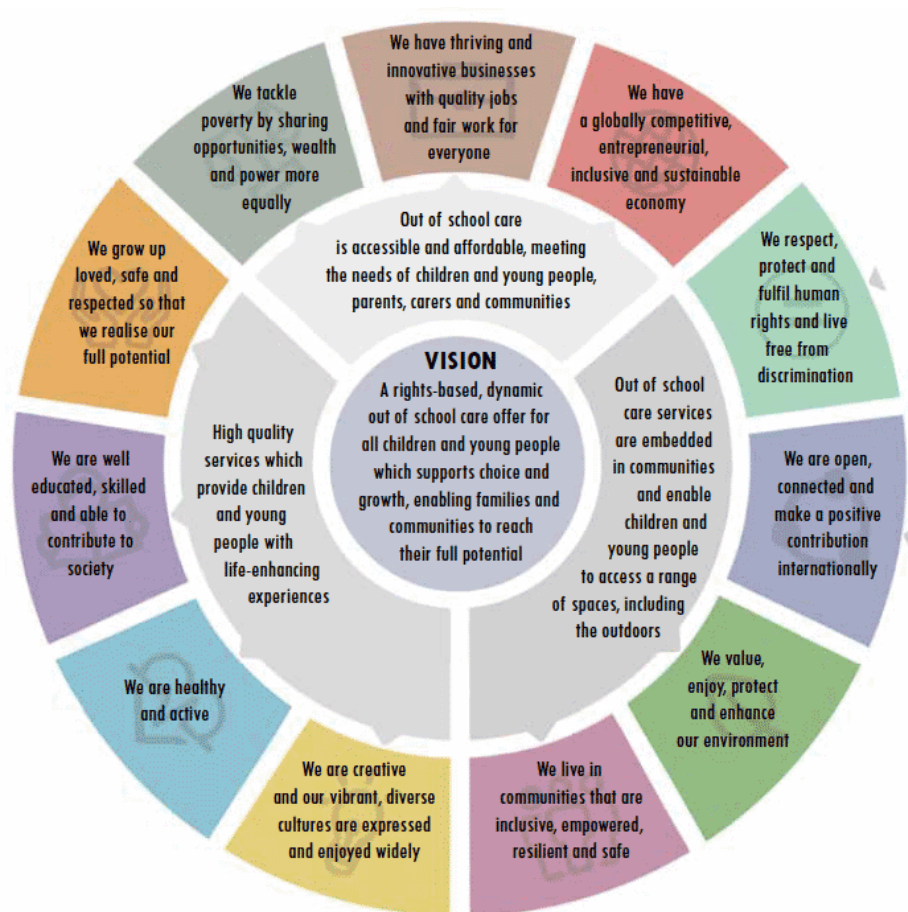 We have thriving and
innovative businesses
with quality jobs
and fair work for
everyone
We have
a globally competitive,
entrepreneurial,
inclusive and sustainable
economy
We respect,
protect and
fulfil human
rights and live
free from
discrimination
We are open,
connected and
make a positive
contribution
internationally
We value,
enjoy, protect
and enhance
our environment
We live in
communities that are
inclusive, empowered,
resilient and safe
We are creative
and our vibrant, diverse
cultures are expressed
and enjoyed widely
We are healthy
and active
We are well
educated, skilled
and able to
contribute to
society
We grow up
loved, safe and
respected so that
we realise our
full potential
We tackle
poverty by sharing
opportunities, wealth
and power more
equally
Out of school care
is accessible and affordable, meeting
the needs of children and young people,
parents, carers and communities
Out of school
care services
are embedded
in communities
and enable
children and
young people
to access a range
of spaces, including
the outdoors
High quality
services which
provide children
and young
people with
life-enhancing
experiences
VISION
A rights-based, dynamic
out of school care offer for
all children and young people
which supports choice and
growth, enabling families and
communities to reach
their full potential